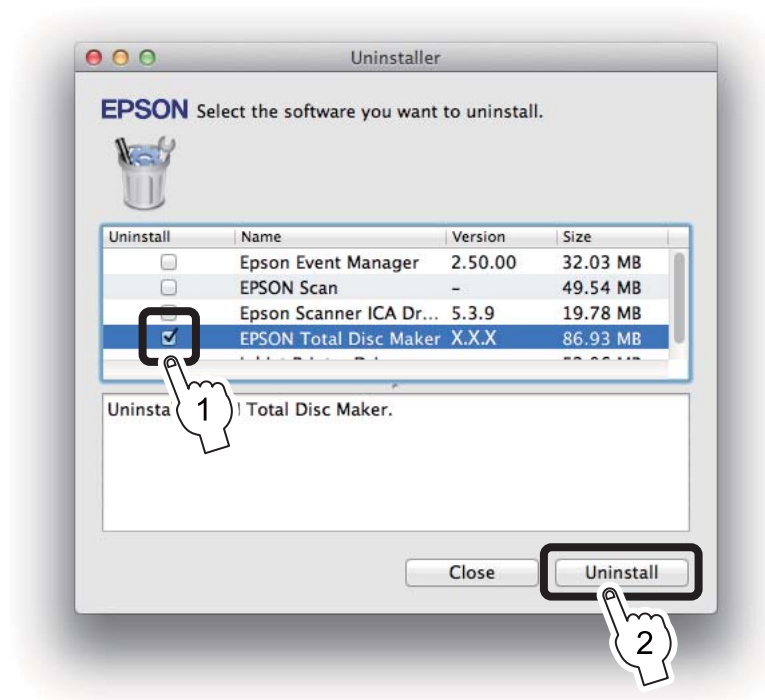 Uninstaller
EPSON Select the software you want to uninstall.
Uninstall Name Version Size
Epson Event Manager 2.50.00 32.03 MB
EPSON Scan - 49.54 MB
Epson Scanner ICA Dr... 5.3.9 19.78 MB
EPSON Total Disc Maker X.X.X 86.93 MB
1
Total Disc Maker.
Close Uninstall
2